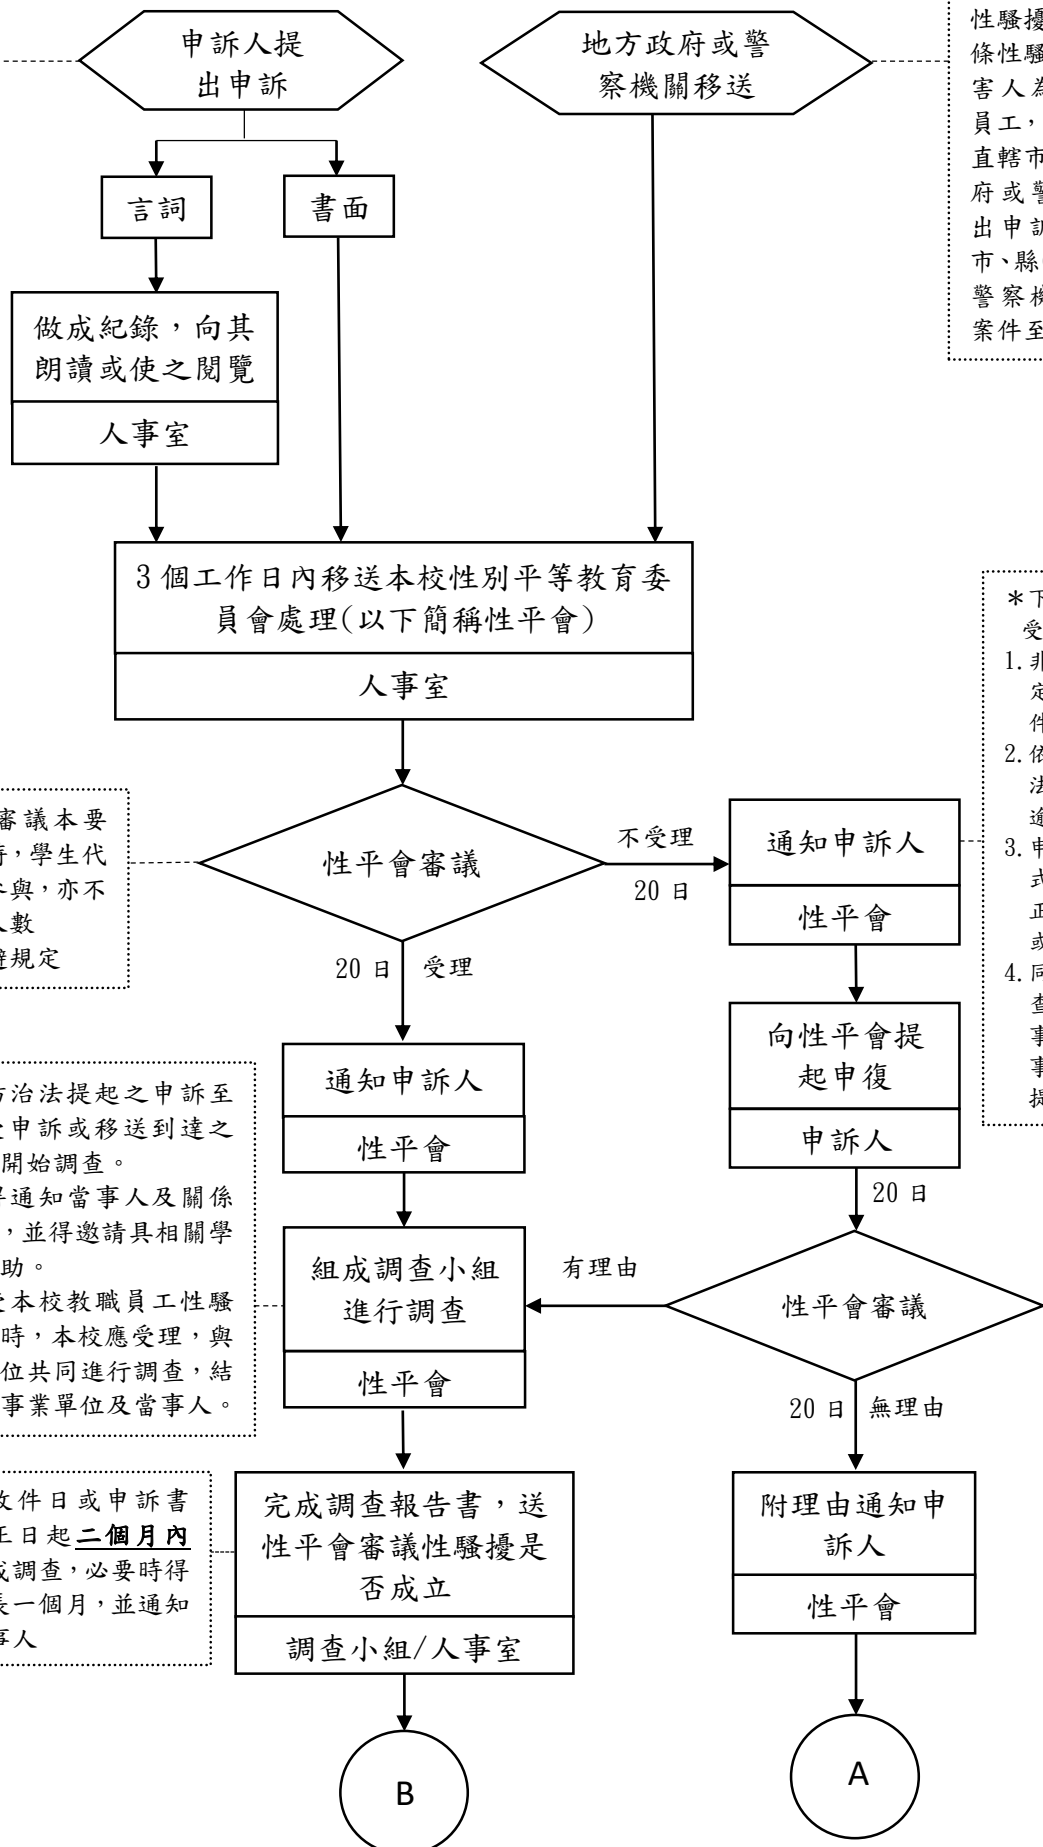 申訴人提
出申訴
地方政府或警
察機關移送
性騷擾
條性騷
害人為
員工，
直轄市
府或警
出申訴
市、縣
警察機
案件至
言詞
書面
做成紀錄，向其
朗讀或使之閱覽
人事室
3 個工作日內移送本校性別平等教育委
員會處理(以下簡稱性平會)
人事室
＊下
受
1.非
定
件
2.依
法
逾
3.申
式
正
或
4.同
查
事
事
提
審議本要
，學生代
參與，亦不
人數
避規定
性平會審議
不受理
20 日
通知申訴人
性平會
20 日 受理
向性平會提
起申復
申訴人
20 日
防治法提起之申訴至
申訴或移送到達之
開始調查。
得通知當事人及關係
，並得邀請具相關學
助。
本校教職員工性騷
時，本校應受理，與
位共同進行調查，結
事業單位及當事人。
通知申訴人
性平會
組成調查小組
進行調查
性平會
有理由
性平會審議
20 日 無理由
收件日或申訴書
正日起二個月內
成調查，必要時得
長一個月，並通知
事人
完成調查報告書，送
性平會審議性騷擾是
否成立
調查小組/人事室
附理由通知申
訴人
性平會
B
A